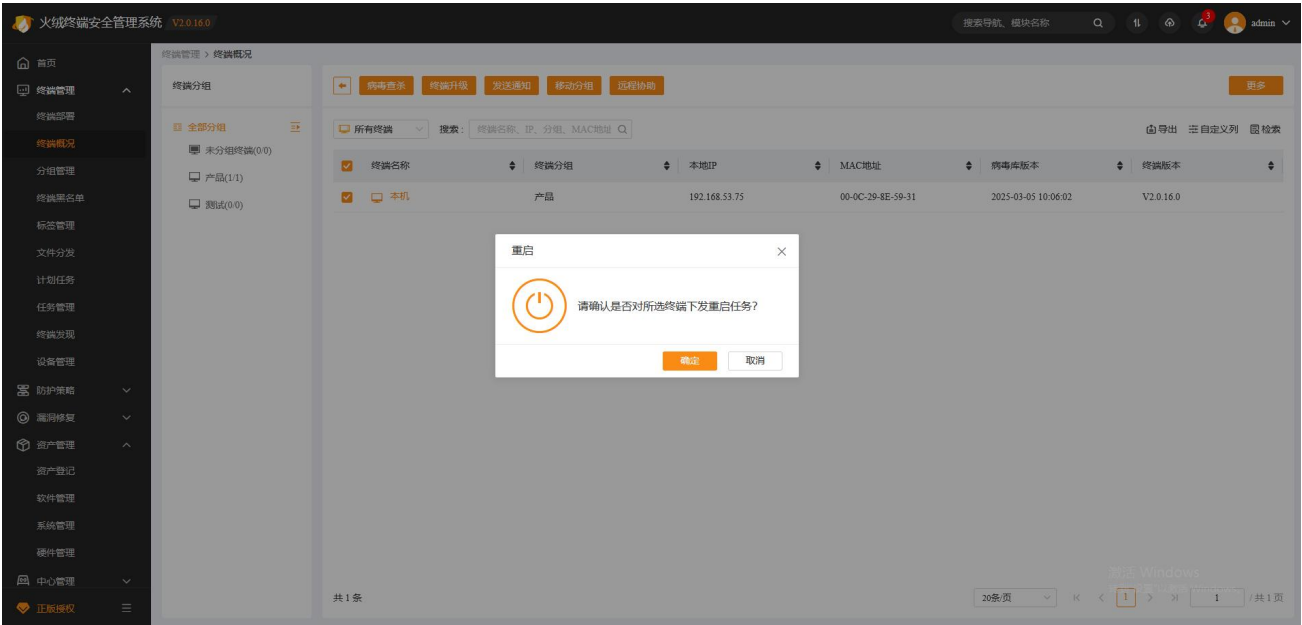 火绒终端安全管理系统 V2.0.16.0 搜索导航、模块名称 3 admin
首页
终端管理
终端部署
终端概况
分组管理
终端黑名单
标签管理
文件分发
计划任务
任务管理
终端发现
设备管理
防护策略
漏洞修复
资产管理
资产登记
软件管理
系统管理
硬件管理
中心管理
正版授权
终端管理 > 终端概况
终端分组
全部分组
未分组终端(0/0)
产品(1/1)
测试(0/0)
病毒查杀 终端升级 发送通知 移动分组 远程协助 更多
所有终端 搜索: 终端名称、IP、分组、MAC地址 导出 自定义列 检索
终端名称 终端分组 本地IP MAC地址 病毒库版本 终端版本
本机 产品 192.168.53.75 00-0C-29-8E-59-31 2025-03-05 10:06:02 V2.0.16.0
重启
请确认是否对所选终端下发重启任务?
确定 取消
激活 Windows
共 1 条 20条/页 1 1 / 共 1 页